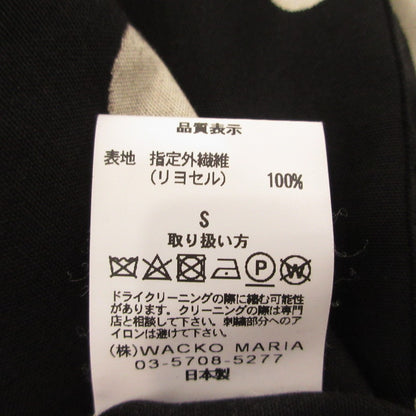 品質表示
表地 指定外繊維
(リヨセル) 100%
S
取り扱い方
P W
ドライクリーニングの際に縮む可能性
があります。クリーニングの際は専門
店と相談して下さい。刺繍部分へのア
イロンは避けて下さい。
(株)WACKO MARIA
03-5708-5277
日本製